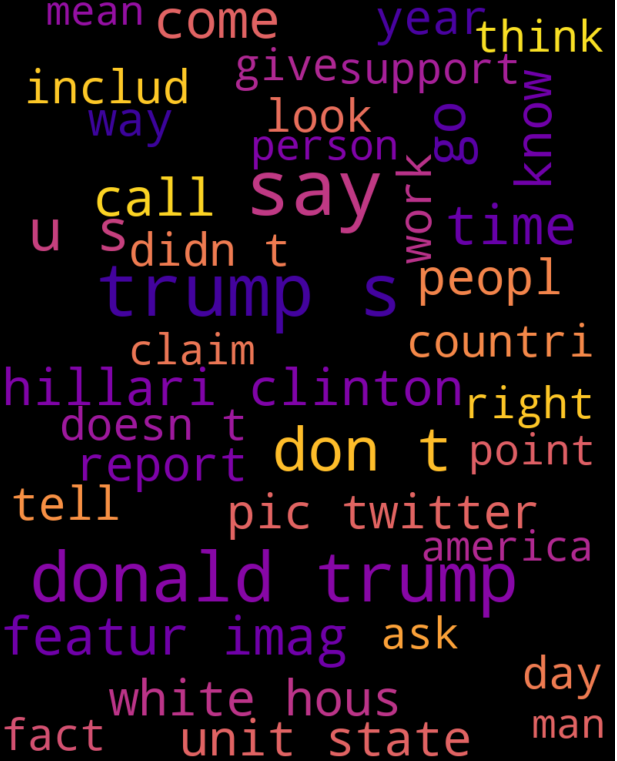 mean come year think
givesupport
includ look know
way person go
call say work time
u s didn t
trump s peopl
claim countri
hillari clinton right
doesn t don t point
report
tell pic twitter
america
donald trump
featur imag ask
day
white hous man
fact unit state